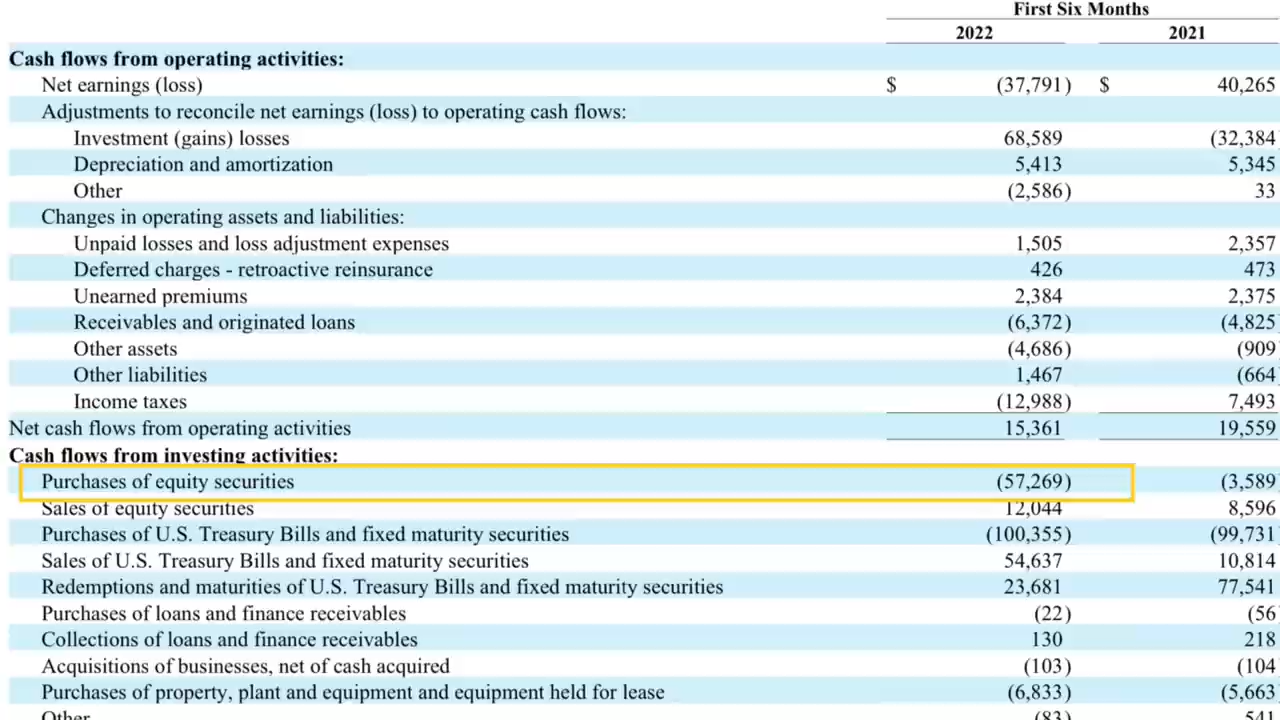 First Six Months
2022 2021
Cash flows from operating activities:
Net earnings (loss) $ (37,791) $ 40,265
Adjustments to reconcile net earnings (loss) to operating cash flows:
Investment (gains) losses 68,589 (32,384
Depreciation and amortization 5,413 5,345
Other (2,586) 33
Changes in operating assets and liabilities:
Unpaid losses and loss adjustment expenses 1,505 2,357
Deferred charges - retroactive reinsurance 426 473
Unearned premiums 2,384 2,375
Receivables and originated loans (6,372) (4,825
Other assets (4,686) (909
Other liabilities 1,467 (664
Income taxes (12,988) 7,493
Net cash flows from operating activities 15,361 19,559
Cash flows from investing activities:
Purchases of equity securities (57,269) (3,589
Sales of equity securities 12,044 8,596
Purchases of U.S. Treasury Bills and fixed maturity securities (100,355) (99,731
Sales of U.S. Treasury Bills and fixed maturity securities 54,637 10,814
Redemptions and maturities of U.S. Treasury Bills and fixed maturity securities 23,681 77,541
Purchases of loans and finance receivables (22) (56
Collections of loans and finance receivables 130 218
Acquisitions of businesses, net of cash acquired (103) (104
Purchases of property, plant and equipment and equipment held for lease (6,833) (5,663
Other (83) 541